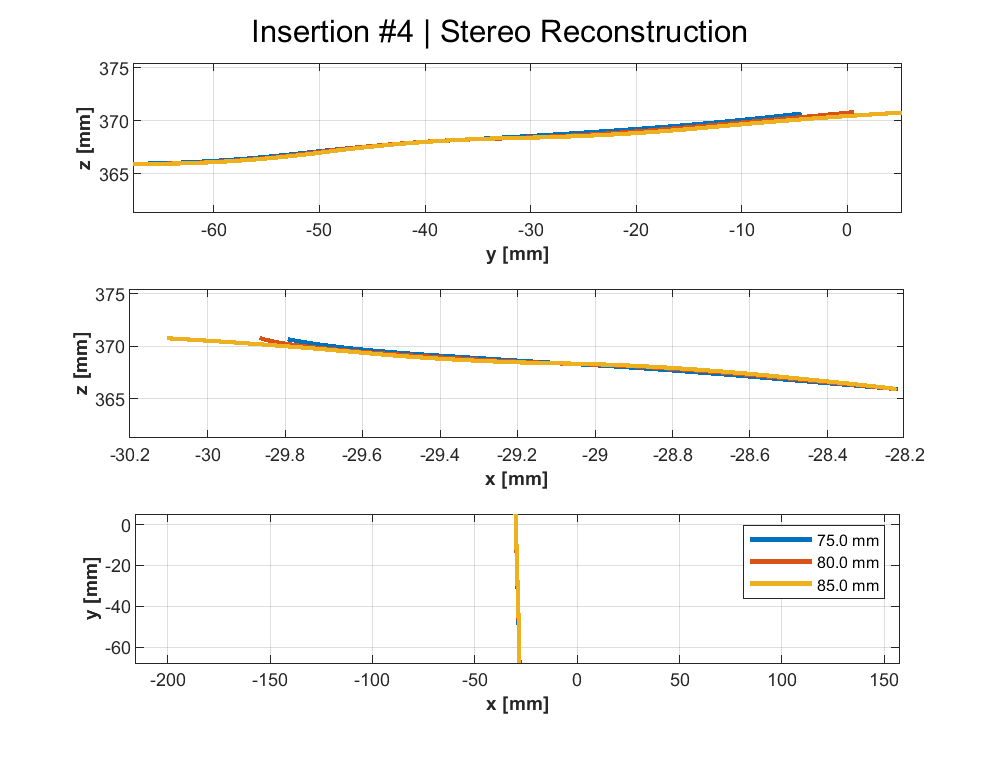 Insertion #4 | Stereo Reconstruction
375
370
365
z [mm]
-60 -50 -40 -30 -20 -10 0
y [mm]
375
370
365
z [mm]
-30.2 -30 -29.8 -29.6 -29.4 -29.2 -29 -28.8 -28.6 -28.4 -28.2
x [mm]
0
-20
-40
-60
y [mm]
75.0 mm
80.0 mm
85.0 mm
-200 -150 -100 -50 0 50 100 150
x [mm]